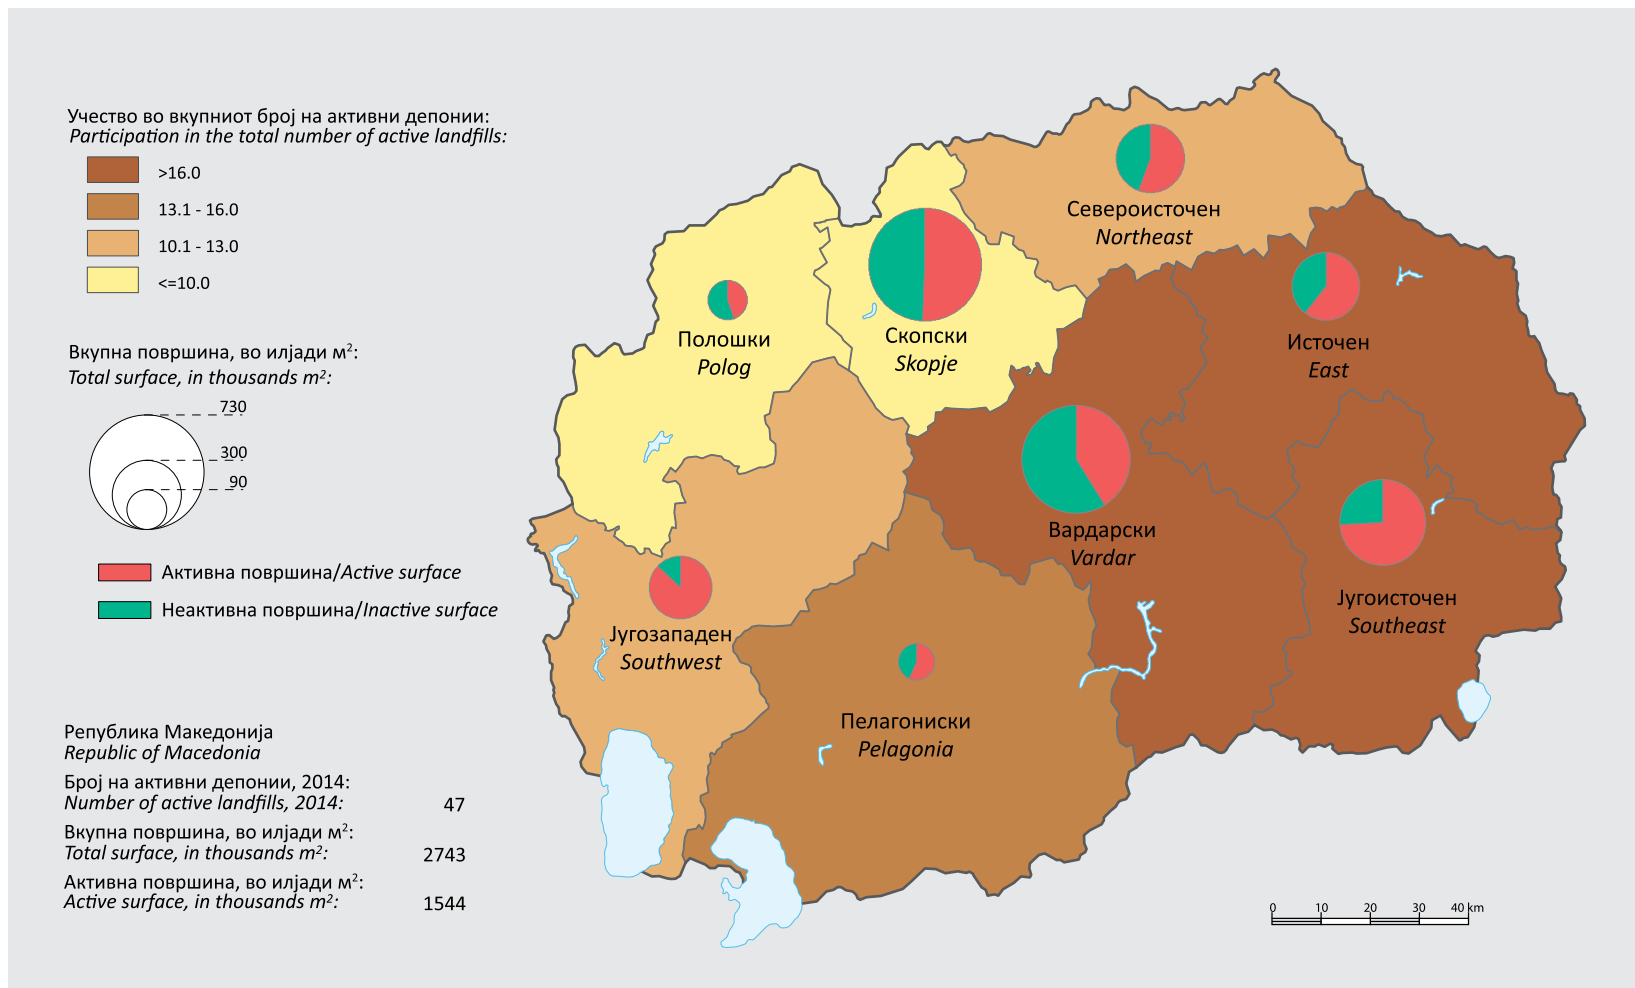 Учество во вкупниот број на активни депонии:
Participation in the total number of active landfills:
>16.0
13.1 - 16.0
10.1 - 13.0
<=10.0
Вкупна површина, во илјади м²:
Total surface, in thousands m²:
730
300
90
Активна површина/Active surface
Неактивна површина/Inactive surface
Република Македонија
Republic of Macedonia
Број на активни депонии, 2014:
Number of active landfills, 2014: 47
Вкупна површина, во илјади м²:
Total surface, in thousands m²: 2743
Активна површина, во илјади м²:
Active surface, in thousands m²: 1544
Североисточен
Northeast
Полошки
Polog
Скопски
Skopje
Источен
East
Вардарски
Vardar
Југоисточен
Southeast
Југозападен
Southwest
Пелагониски
Pelagonia
0 10 20 30 40 km